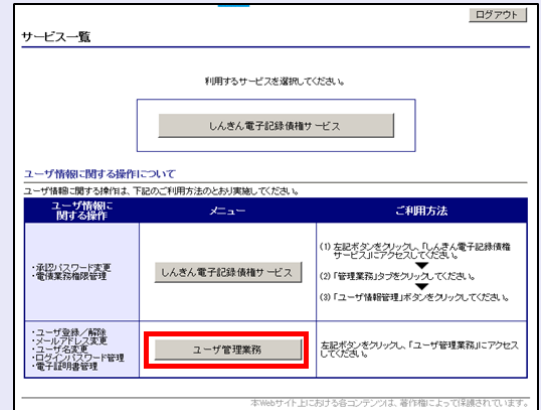 ログアウト
サービス一覧
利用するサービスを選択してください。
しんきん電子記録債権サービス
ユーザ情報に関する操作について
ユーザ情報に関する操作は、下記のご利用方法のとおり実施してください。
ユーザ情報に
関する操作
メニュー
ご利用方法
・承認パスワード変更
・電債業務権限管理
しんきん電子記録債権サービス
(1) 左記ボタンをクリックし、「しんきん電子記録債権
サービス」にアクセスしてください。
▼
(2) 「管理業務」タブをクリックしてください。
▼
(3) 「ユーザ情報管理」ボタンをクリックしてください。
・ユーザ登録／解除
・メールアドレス変更
・ユーザ名変更
・ログインパスワード管理
・電子証明書管理
ユーザ管理業務
左記ボタンをクリックし、「ユーザ管理業務」にアクセス
してください。
本Webサイト上における各コンテンツは、著作権によって保護されています。